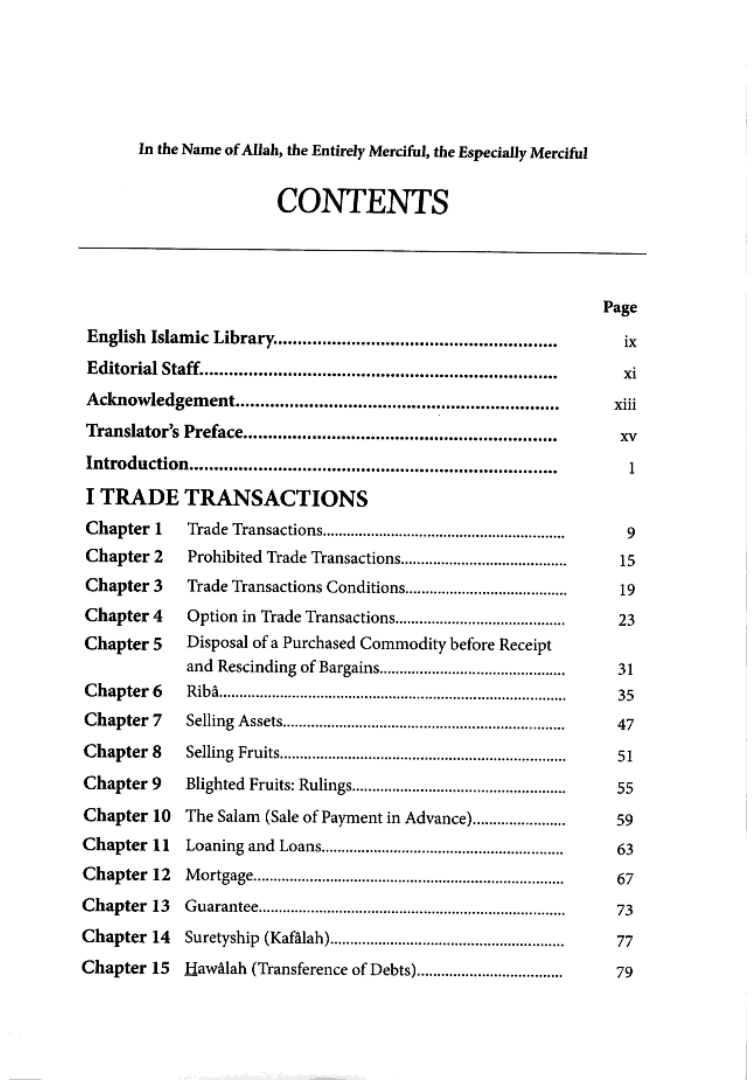 In the Name of Allah, the Entirely Merciful, the Especially Merciful
CONTENTS
Page
English Islamic Library............................................................ ix
Editorial Staff............................................................ xi
Acknowledgement............................................................ xiii
Translator's Preface............................................................ xv
Introduction............................................................ 1
I TRADE TRANSACTIONS
Chapter 1 Trade Transactions............................................................ 9
Chapter 2 Prohibited Trade Transactions........................................ 15
Chapter 3 Trade Transactions Conditions....................................... 19
Chapter 4 Option in Trade Transactions......................................... 23
Chapter 5 Disposal of a Purchased Commodity before Receipt
and Rescinding of Bargains............................................. 31
Chapter 6 Ribâ.................................................................................... 35
Chapter 7 Selling Assets.................................................................... 47
Chapter 8 Selling Fruits..................................................................... 51
Chapter 9 Blighted Fruits: Rulings.................................................... 55
Chapter 10 The Salam (Sale of Payment in Advance)....................... 59
Chapter 11 Loaning and Loans........................................................... 63
Chapter 12 Mortgage............................................................................ 67
Chapter 13 Guarantee........................................................................... 73
Chapter 14 Suretyship (Kafâlah)......................................................... 77
Chapter 15 H̲awâlah (Transference of Debts).................................... 79